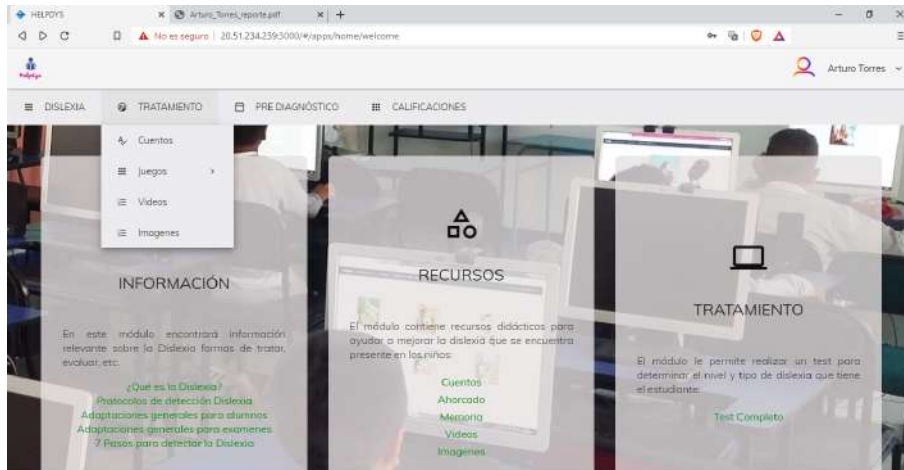 HELPDYS
Arturo_Torres_reporte.pdf
No es seguro | 20.51.234.259:3000/#/apps/home/welcome
Helpdys
Arturo Torres
DISLEXIA
TRATAMIENTO
PRE DIAGNÓSTICO
CALIFICACIONES
Cuentos
Juegos
Videos
Imagenes
INFORMACIÓN
En este módulo encontrará información
relevante sobre la Dislexia formas de tratar,
evaluar, etc.
¿Qué es la Dislexia?
Protocolos de detección Dislexia
Adaptaciones generales para alumnos
Adaptaciones generales para examenes
7 Pasos para detectar la Dislexia
RECURSOS
El módulo contiene recursos didácticos para
ayudar a mejorar la dislexia que se encuentra
presente en los niños:
Cuentos
Ahorcado
Memoria
Videos
Imagenes
TRATAMIENTO
El módulo le permite realizar un test para
determinar el nivel y tipo de dislexia que tiene
el estudiante:
Test Completo